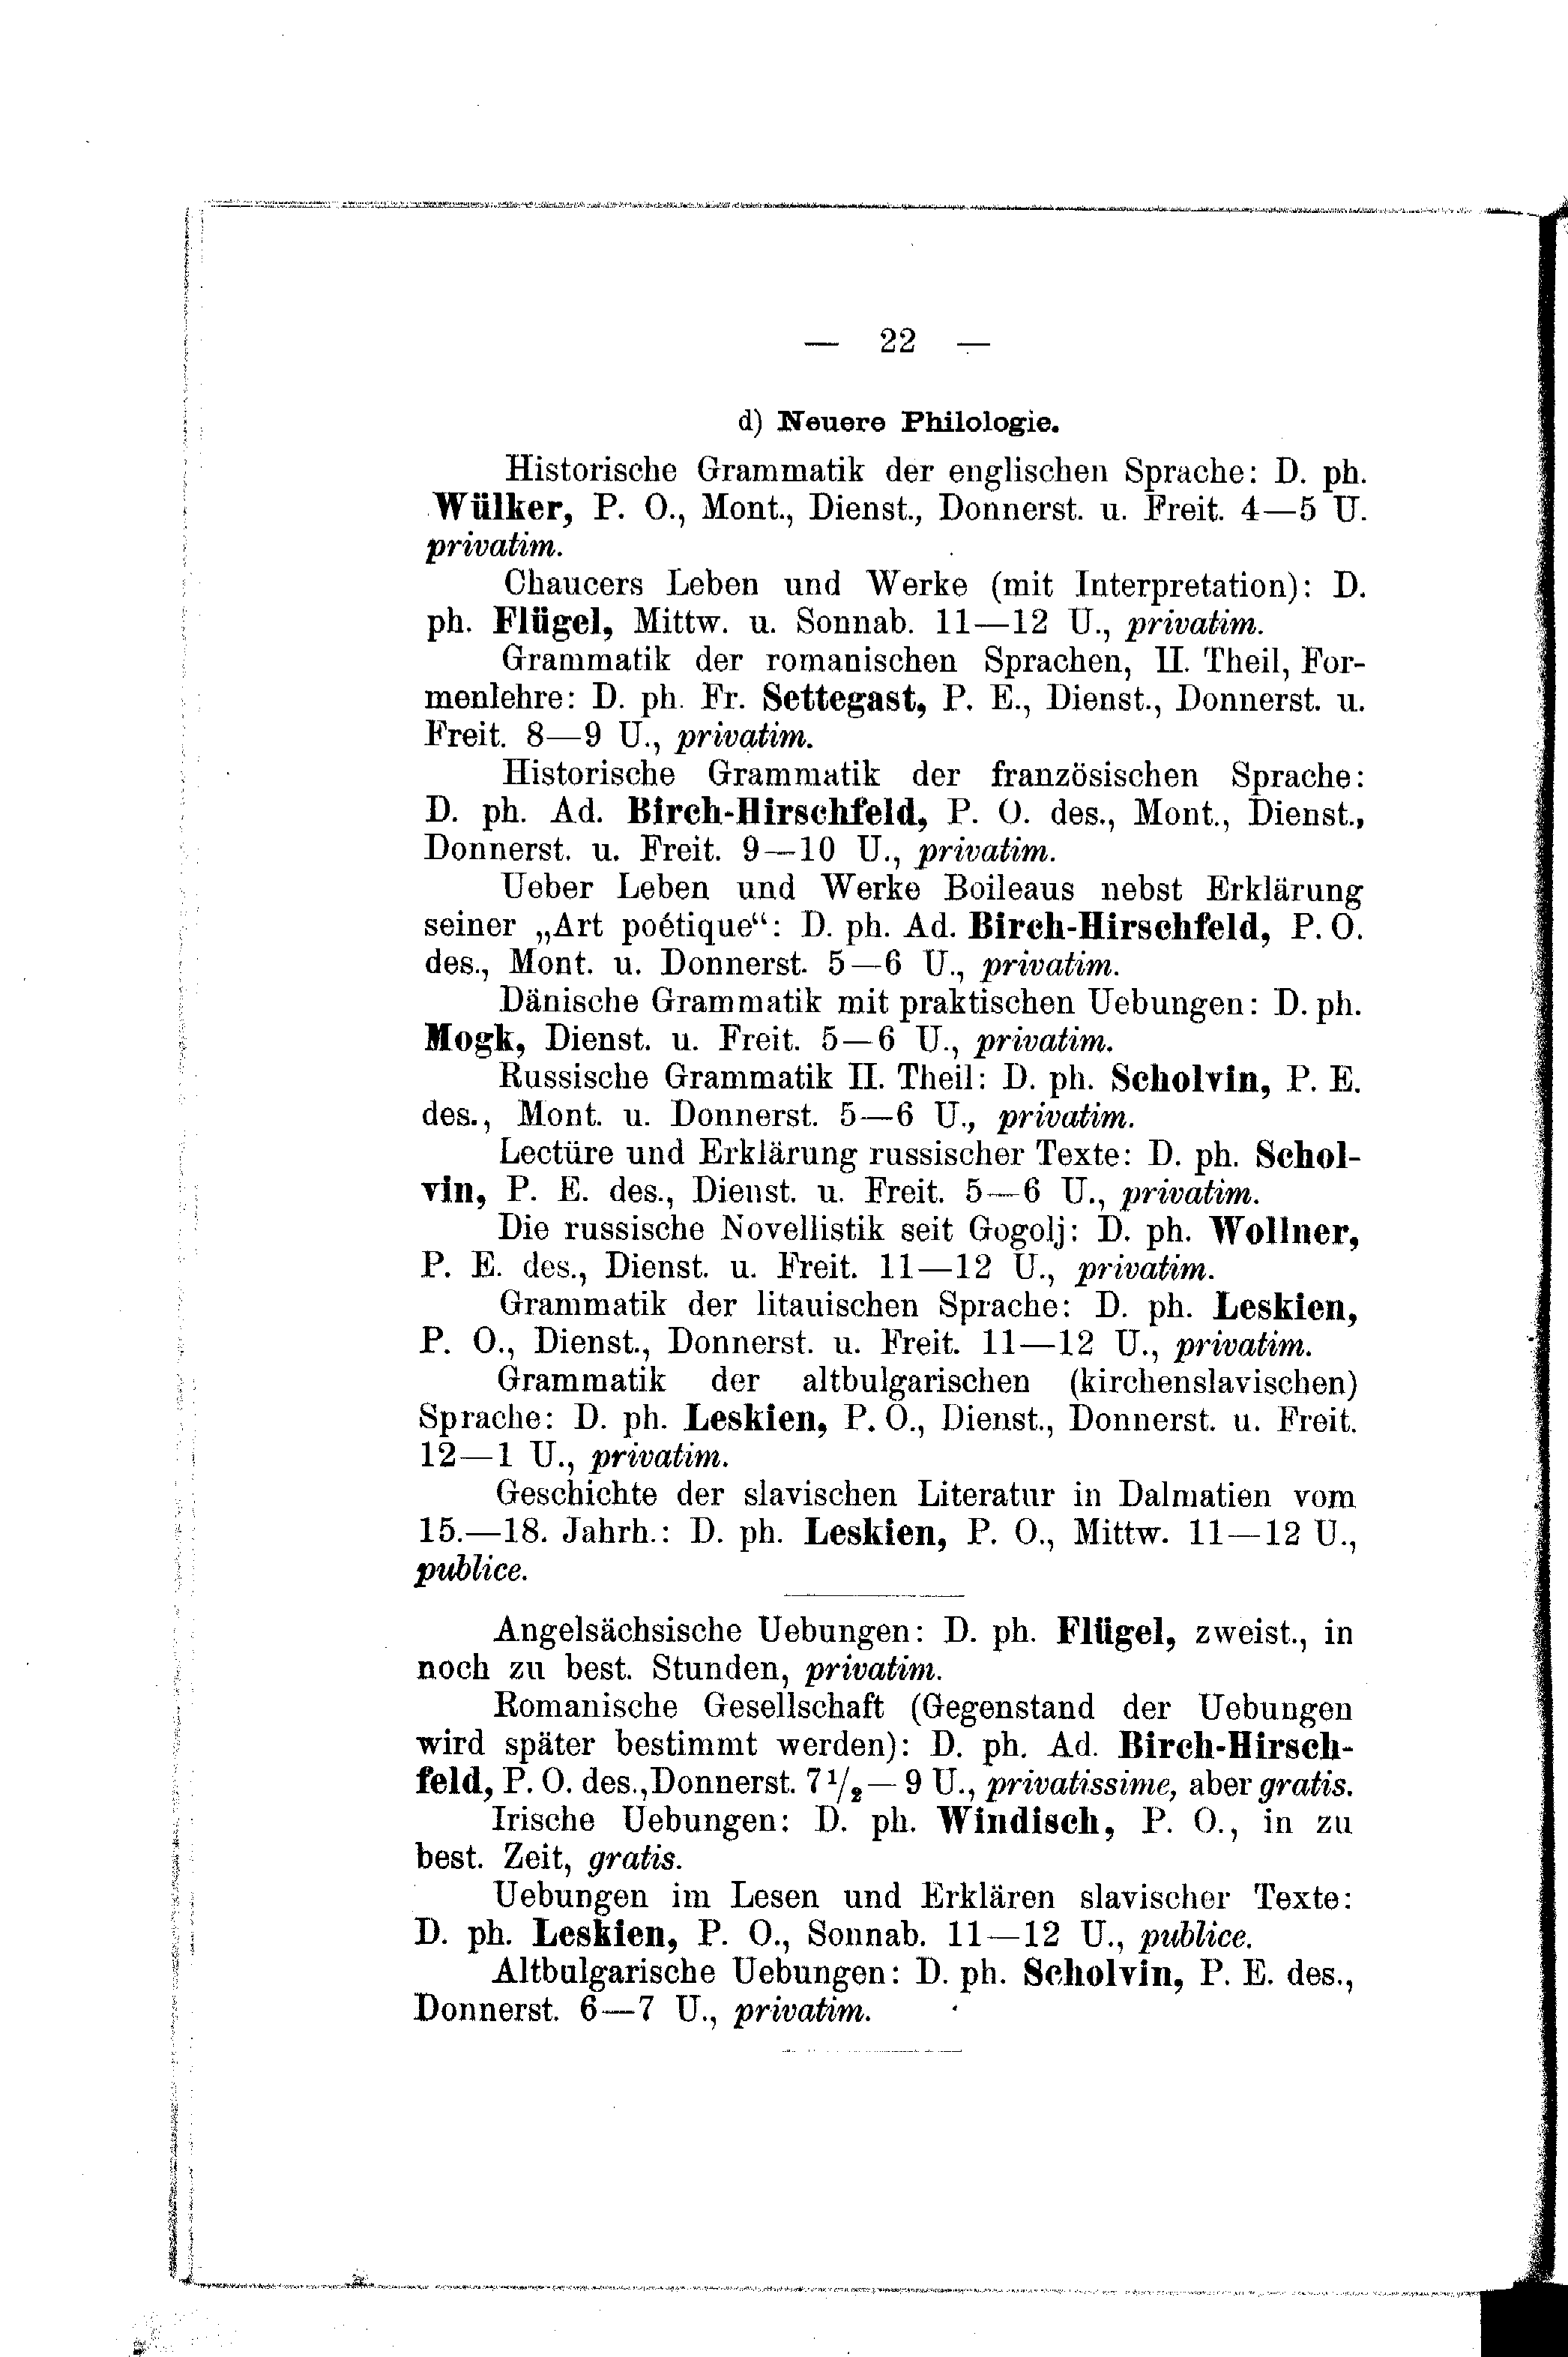 — 22 —
d) Neuere Philologie.
Historische Grammatik der englischen Sprache: D. ph.
Wülker, P. O., Mont., Dienst., Donnerst. u. Freit. 4—5 U.
privatim.
Chaucers Leben und Werke (mit Interpretation): D.
ph. Flügel, Mittw. u. Sonnab. 11—12 U., privatim.
Grammatik der romanischen Sprachen, II. Theil, For-
menlehre: D. ph. Fr. Settegast, P. E., Dienst., Donnerst. u.
Freit. 8—9 U., privatim.
Historische Grammatik der französischen Sprache:
D. ph. Ad. Birch-Hirschfeld, P. O. des., Mont., Dienst.,
Donnerst. u. Freit. 9—10 U., privatim.
Ueber Leben und Werke Boileaus nebst Erklärung
seiner „Art poétique“: D. ph. Ad. Birch-Hirschfeld, P. O.
des., Mont. u. Donnerst. 5—6 U., privatim.
Dänische Grammatik mit praktischen Uebungen: D. ph.
Mogk, Dienst. u. Freit. 5—6 U., privatim.
Russische Grammatik II. Theil: D. ph. Scholvin, P. E.
des., Mont. u. Donnerst. 5—6 U., privatim.
Lectüre und Erklärung russischer Texte: D. ph. Schol-
vin, P. E. des., Dienst. u. Freit. 5—6 U., privatim.
Die russische Novellistik seit Gogolj: D. ph. Wollner,
P. E. des., Dienst. u. Freit. 11—12 U., privatim.
Grammatik der litauischen Sprache: D. ph. Leskien,
P. O., Dienst., Donnerst. u. Freit. 11—12 U., privatim.
Grammatik der altbulgarischen (kirchenslavischen)
Sprache: D. ph. Leskien, P. O., Dienst., Donnerst. u. Freit.
12—1 U., privatim.
Geschichte der slavischen Literatur in Dalmatien vom
15.—18. Jahrh.: D. ph. Leskien, P. O., Mittw. 11—12 U.,
publice.
Angelsächsische Uebungen: D. ph. Flügel, zweist., in
noch zu best. Stunden, privatim.
Romanische Gesellschaft (Gegenstand der Uebungen
wird später bestimmt werden): D. ph. Ad. Birch-Hirsch-
feld, P. O. des., Donnerst. 7 1/2 — 9 U., privatissime, aber gratis.
Irische Uebungen: D. ph. Windisch, P. O., in zu
best. Zeit, gratis.
Uebungen im Lesen und Erklären slavischer Texte:
D. ph. Leskien, P. O., Sonnab. 11—12 U., publice.
Altbulgarische Uebungen: D. ph. Scholvin, P. E. des.,
Donnerst. 6—7 U., privatim.